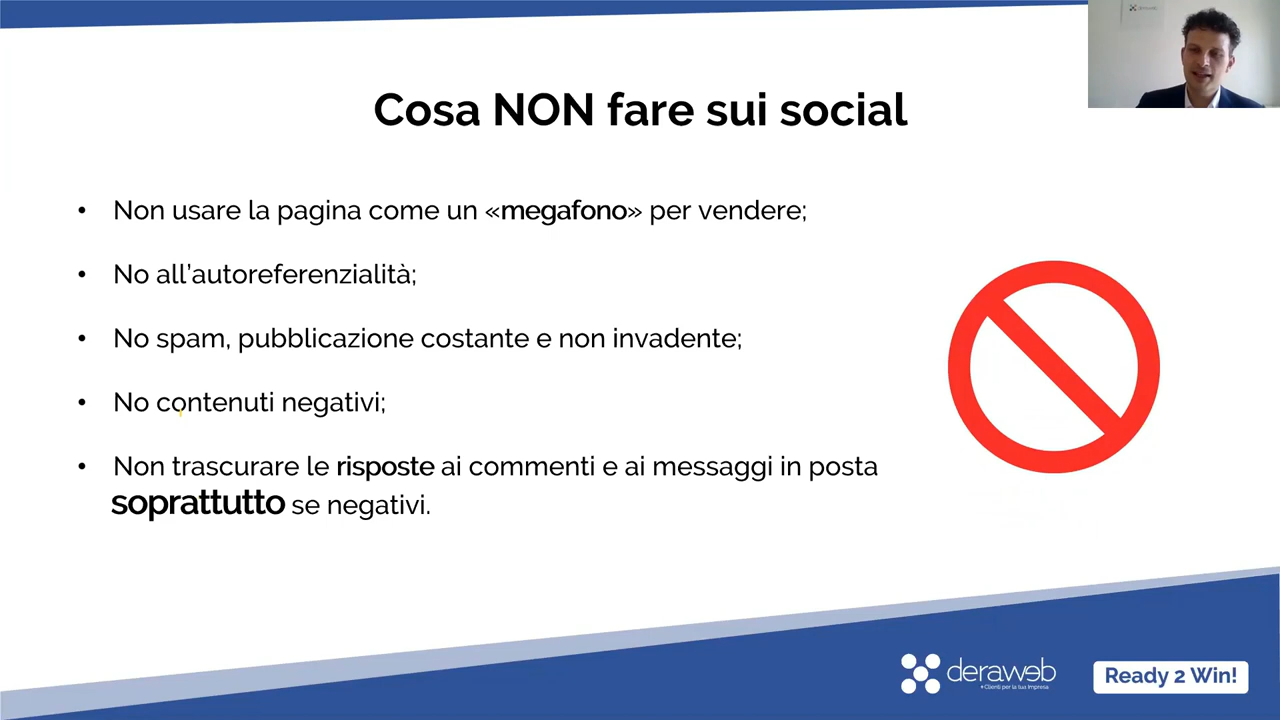 Cosa NON fare sui social
• Non usare la pagina come un «megafono» per vendere;
• No all'autoreferenzialità;
• No spam, pubblicazione costante e non invadente;
• No contenuti negativi;
• Non trascurare le risposte ai commenti e ai messaggi in posta
soprattutto se negativi.
deraweb
+ Clienti per la tua Impresa
Ready 2 Win!